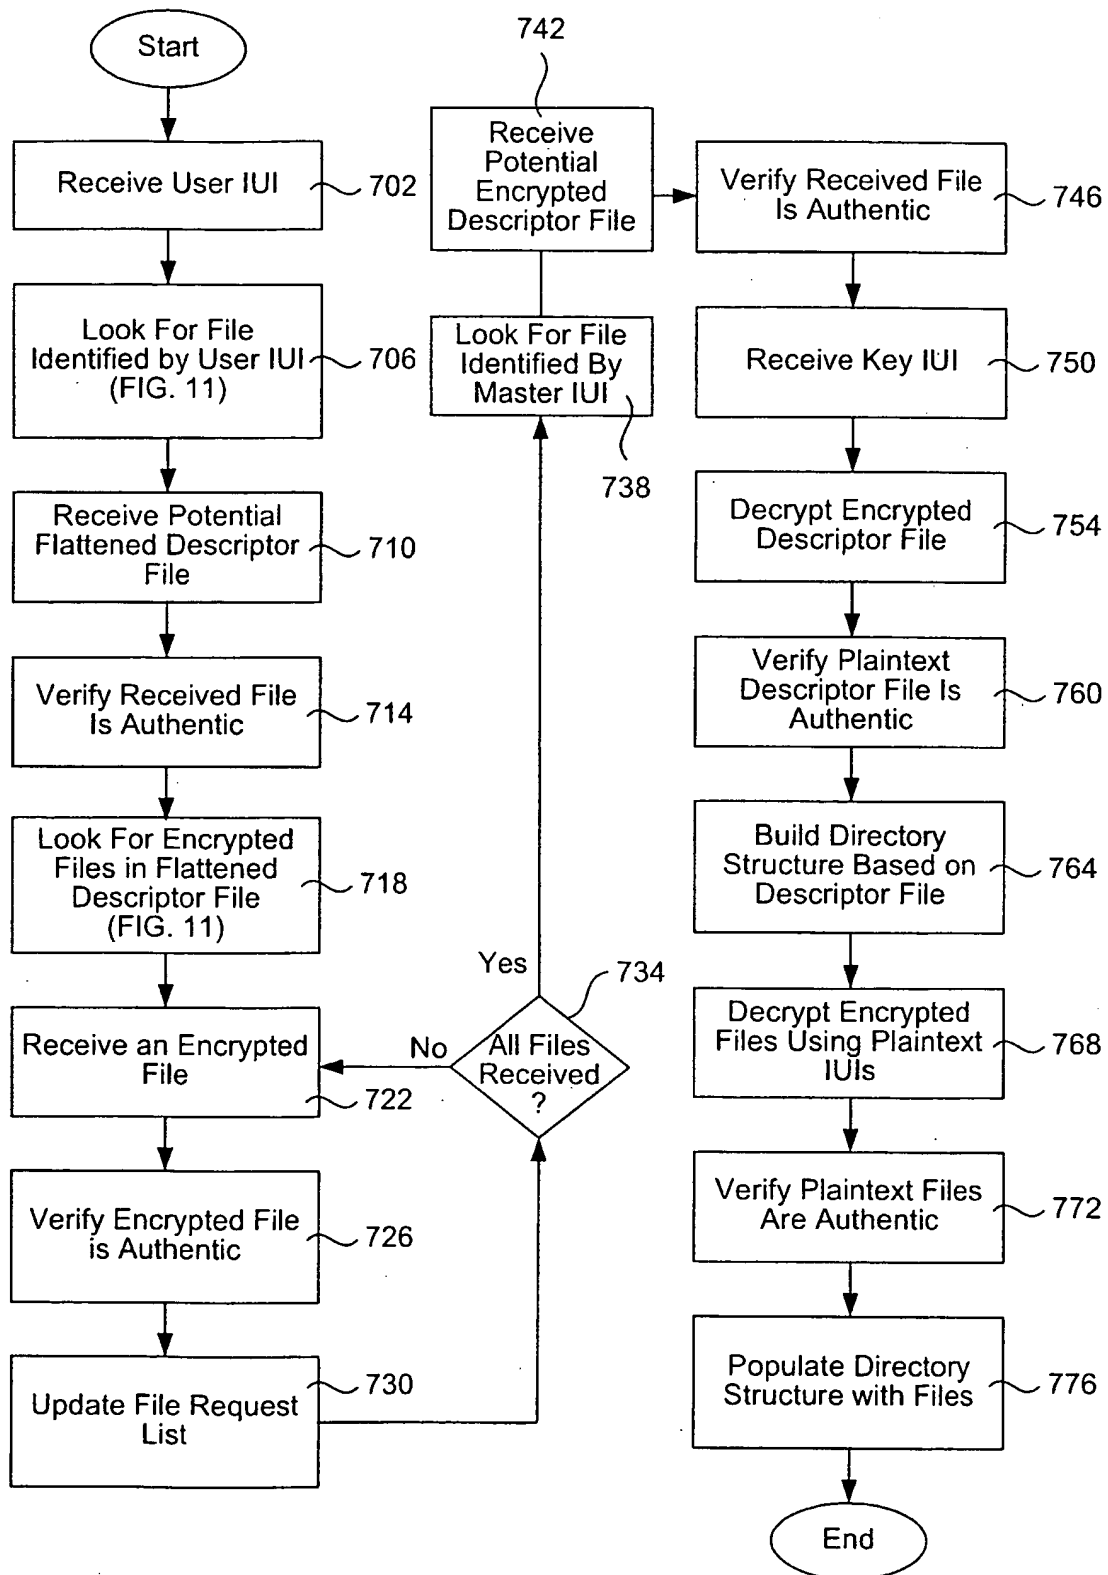 Start
Receive User IUI
702
Look For File
Identified by User IUI
(FIG. 11)
706
Receive Potential
Flattened Descriptor
File
710
Verify Received File
Is Authentic
714
Look For Encrypted
Files in Flattened
Descriptor File
(FIG. 11)
718
Receive an Encrypted
File
722
Verify Encrypted File
is Authentic
726
Update File Request
List
730
All Files
Received
?
734
No
Yes
Look For File
Identified By
Master IUI
738
742
Receive
Potential
Encrypted
Descriptor File
Verify Received File
Is Authentic
746
Receive Key IUI
750
Decrypt Encrypted
Descriptor File
754
Verify Plaintext
Descriptor File Is
Authentic
760
Build Directory
Structure Based on
Descriptor File
764
Decrypt Encrypted
Files Using Plaintext
IUIs
768
Verify Plaintext Files
Are Authentic
772
Populate Directory
Structure with Files
776
End